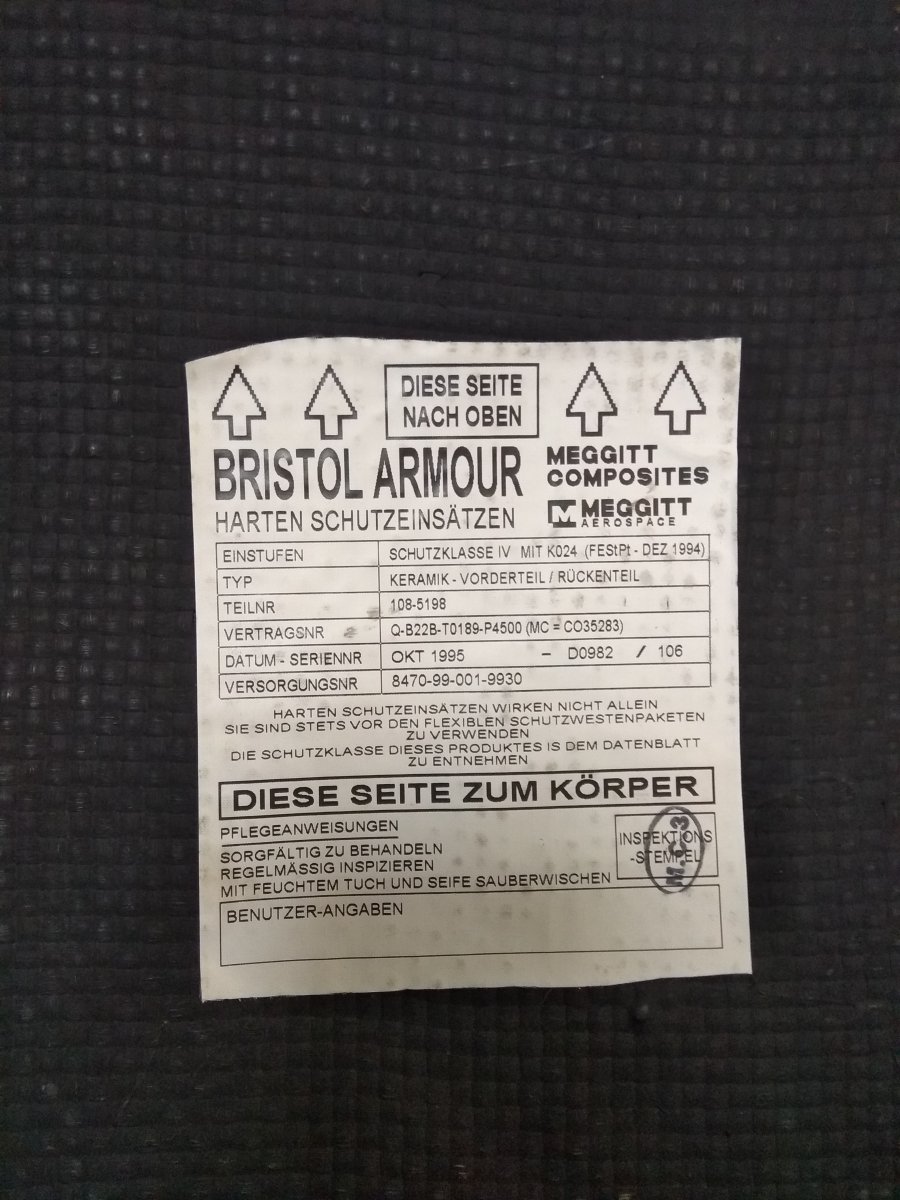 DIESE SEITE
NACH OBEN
BRISTOL ARMOUR
HARTEN SCHUTZEINSÄTZEN
MEGGITT
COMPOSITES
MEGGITT
AEROSPACE
EINSTUFEN SCHUTZKLASSE IV MIT K024 (FEStPt - DEZ 1994)
TYP KERAMIK - VORDERTEIL / RÜCKENTEIL
TEILNR 108-5198
VERTRAGSNR Q-B22B-T0189-P4500 (MC = CO35283)
DATUM - SERIENNR OKT 1995 - D0982 / 106
VERSORGUNGSNR 8470-99-001-9930
HARTEN SCHUTZEINSÄTZEN WIRKEN NICHT ALLEIN
SIE SIND STETS VOR DEN FLEXIBLEN SCHUTZWESTENPAKETEN
ZU VERWENDEN
DIE SCHUTZKLASSE DIESES PRODUKTES IS DEM DATENBLATT
ZU ENTNEHMEN
DIESE SEITE ZUM KÖRPER
PFLEGEANWEISUNGEN
SORGFÄLTIG ZU BEHANDELN
REGELMÄSSIG INSPIZIEREN
MIT FEUCHTEM TUCH UND SEIFE SAUBERWISCHEN
INSPEKTIONS
-STEMPEL
M.C.3
BENUTZER-ANGABEN